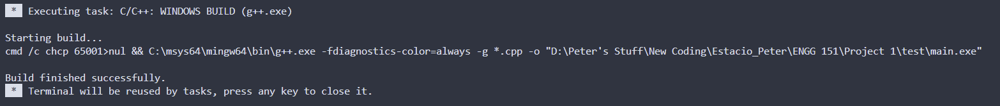 * Executing task: C/C++: WINDOWS BUILD (g++.exe)
Starting build...
cmd /c chcp 65001>nul && C:\msys64\mingw64\bin\g++.exe -fdiagnostics-color=always -g *.cpp -o "D:\Peter's Stuff\New Coding\Estacio_Peter\ENGG 151\Project 1\test\main.exe"
Build finished successfully.
* Terminal will be reused by tasks, press any key to close it.